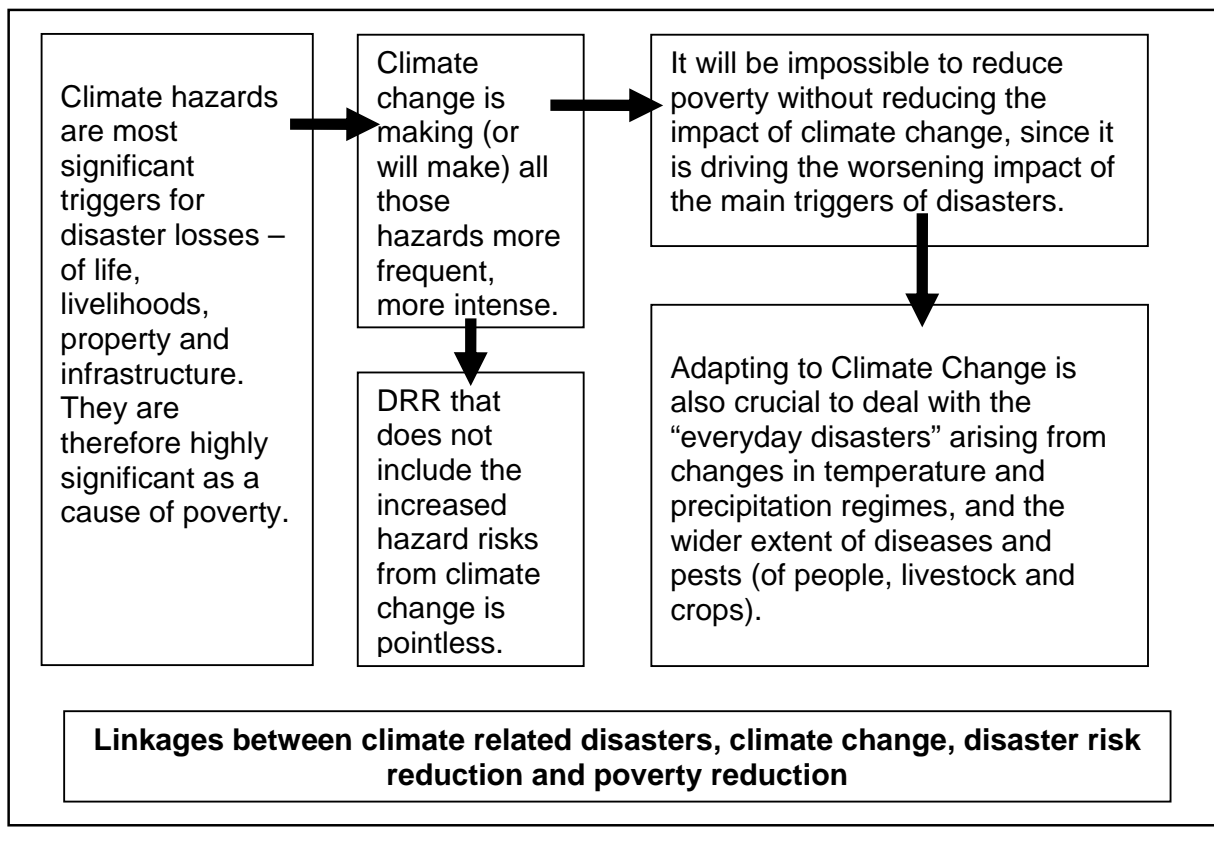 Climate hazards
are most
significant
triggers for
disaster losses –
of life,
livelihoods,
property and
infrastructure.
They are
therefore highly
significant as a
cause of poverty.
Climate
change is
making (or
will make) all
those
hazards more
frequent,
more intense.
DRR that
does not
include the
increased
hazard risks
from climate
change is
pointless.
It will be impossible to reduce
poverty without reducing the
impact of climate change, since it
is driving the worsening impact of
the main triggers of disasters.
Adapting to Climate Change is
also crucial to deal with the
“everyday disasters” arising from
changes in temperature and
precipitation regimes, and the
wider extent of diseases and
pests (of people, livestock and
crops).
Linkages between climate related disasters, climate change, disaster risk
reduction and poverty reduction